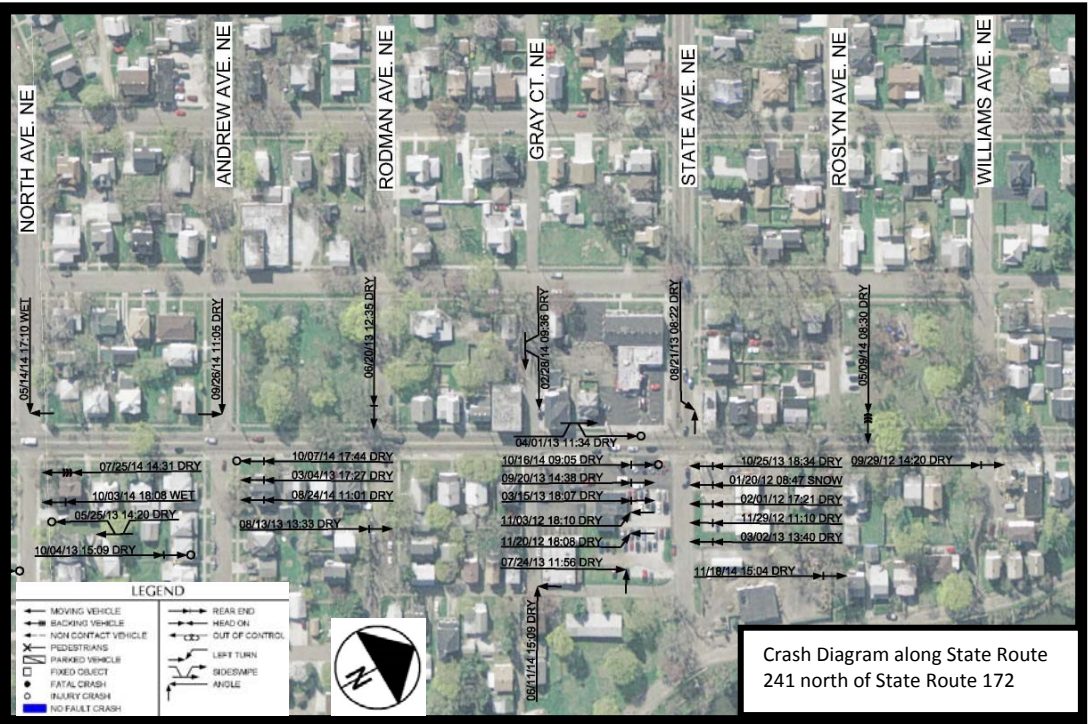 NORTH AVE. NE
ANDREW AVE. NE
RODMAN AVE. NE
GRAY CT. NE
STATE AVE. NE
ROSLYN AVE. NE
WILLIAMS AVE. NE
05/14/14 17:10 WET
09/26/14 11:05 DRY
06/20/13 12:35 DRY
02/28/14 09:36 DRY
08/21/13 08:22 DRY
05/09/14 08:30 DRY
04/01/13 11:34 DRY
07/25/14 14:31 DRY
10/03/14 18:08 WET
05/25/13 14:20 DRY
10/04/13 15:09 DRY
10/07/14 17:44 DRY
03/04/13 17:27 DRY
08/24/14 11:01 DRY
08/13/13 13:33 DRY
10/16/14 09:05 DRY
09/20/13 14:38 DRY
03/15/13 18:07 DRY
11/03/12 18:10 DRY
11/20/12 18:08 DRY
07/24/13 11:56 DRY
06/11/14 15:09 DRY
10/25/13 18:34 DRY
01/20/12 08:47 SNOW
02/01/12 17:21 DRY
11/29/12 11:10 DRY
03/02/13 13:40 DRY
11/18/14 15:04 DRY
09/29/12 14:20 DRY
LEGEND
MOVING VEHICLE
BACKING VEHICLE
NON CONTACT VEHICLE
PEDESTRIANS
PARKED VEHICLE
FIXED OBJECT
FATAL CRASH
INJURY CRASH
NO FAULT CRASH
REAR END
HEAD ON
OUT OF CONTROL
LEFT TURN
SIDESWIPE
ANGLE
N
Crash Diagram along State Route
241 north of State Route 172